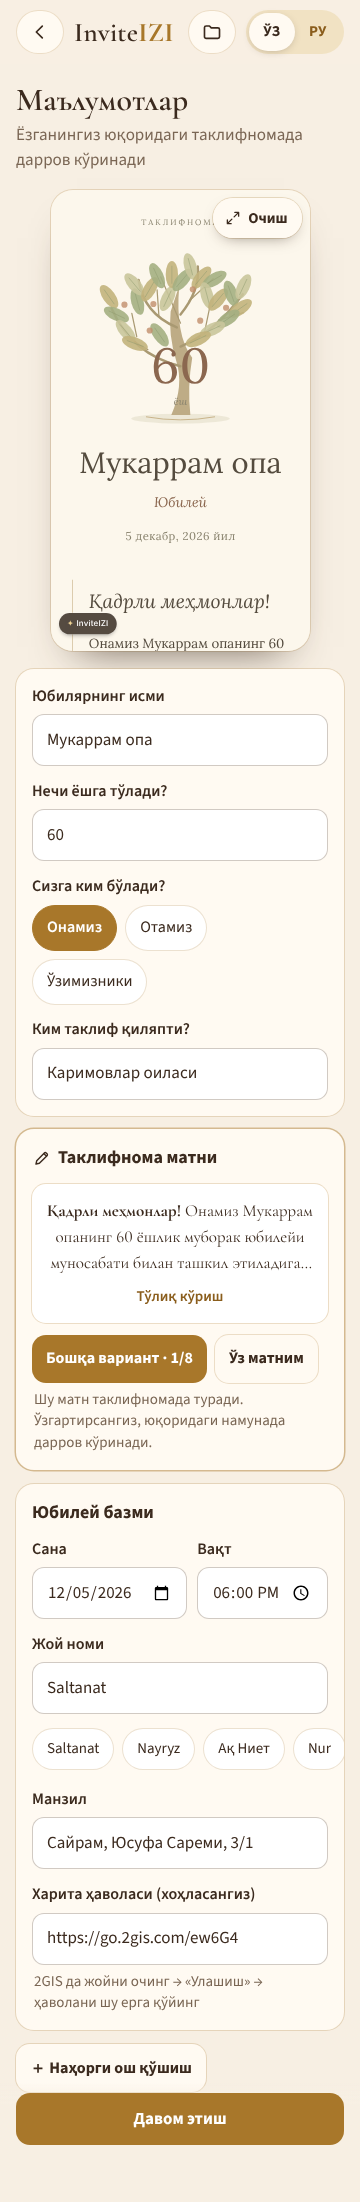 InviteIZI
ЎЗ РУ
Маълумотлар
Ёзганингиз юқоридаги таклифномада
дарров кўринади
Очиш
60
ёш
Мукаррам опа
Юбилей
5 декабр, 2026 йил
Қадрли меҳмонлар!
InviteIZI
Онамиз Мукаррам опанинг 60
Юбилярнинг исми
Мукаррам опа
Нечи ёшга тўлади?
60
Сизга ким бўлади?
Онамиз Отамиз
Ўзимизники
Ким таклиф қиляпти?
Каримовлар оиласи
Таклифнома матни
Қадрли меҳмонлар! Онамиз Мукаррам
опанинг 60 ёшлик муборак юбилейи
муносабати билан ташкил этиладига...
Тўлиқ кўриш
Бошқа вариант · 1/8 Ўз матним
Шу матн таклифномада туради.
Ўзгартирсангиз, юқоридаги намунада
дарров кўринади.
Юбилей базми
Сана Вақт
12/05/2026 06:00 PM
Жой номи
Saltanat
Saltanat Nayryz Ақ Ниет Nur
Манзил
Сайрам, Юсуфа Сареми, 3/1
Харита ҳаволаси (хоҳласангиз)
https://go.2gis.com/ew6G4
2GIS да жойни очинг → «Улашиш» →
ҳаволани шу ерга қўйинг
+ Наҳорги ош қўшиш
Давом этиш